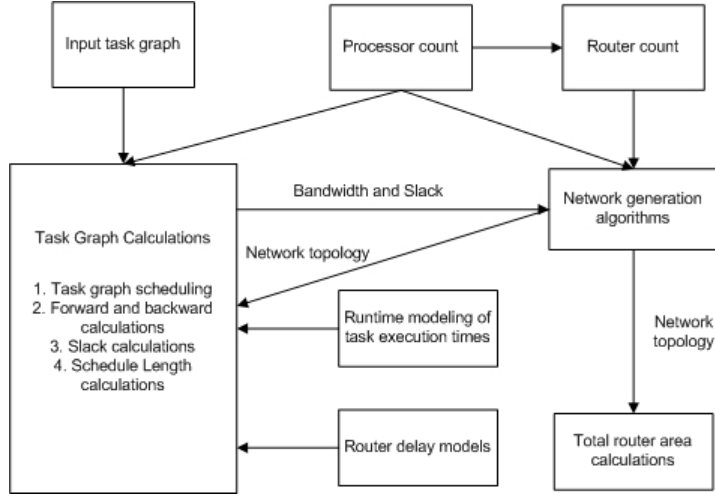 Input task graph
Processor count
Router count
Bandwidth and Slack
Network generation
algorithms
Task Graph Calculations
Network topology
1. Task graph scheduling
2. Forward and backward
calculations
3. Slack calculations
4. Schedule Length
calculations
Runtime modeling of
task execution times
Network
topology
Router delay models
Total router area
calculations